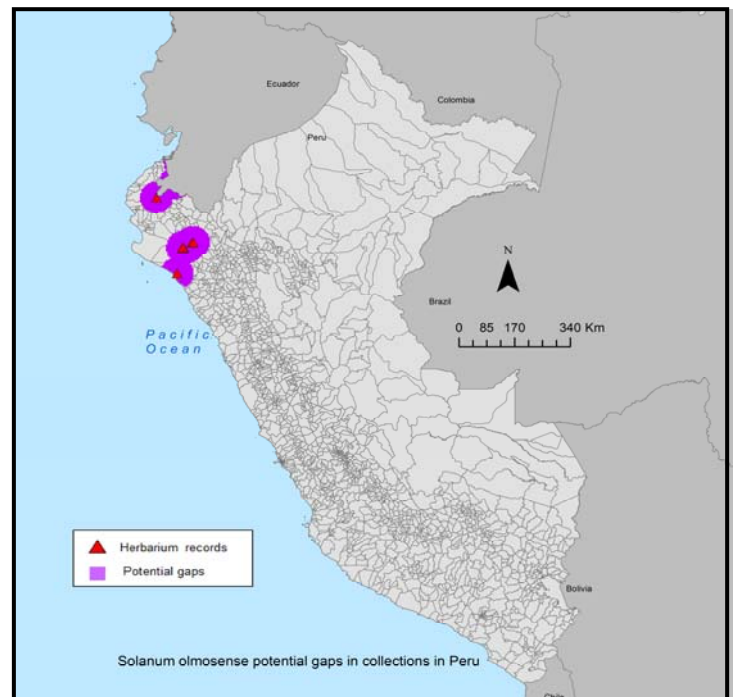 Ecuador
Colombia
Peru
N
Brazil
0 85 170 340 Km
Pacific
Ocean
Herbarium records
Potential gaps
Bolivia
Solanum olmosense potential gaps in collections in Peru
Chile